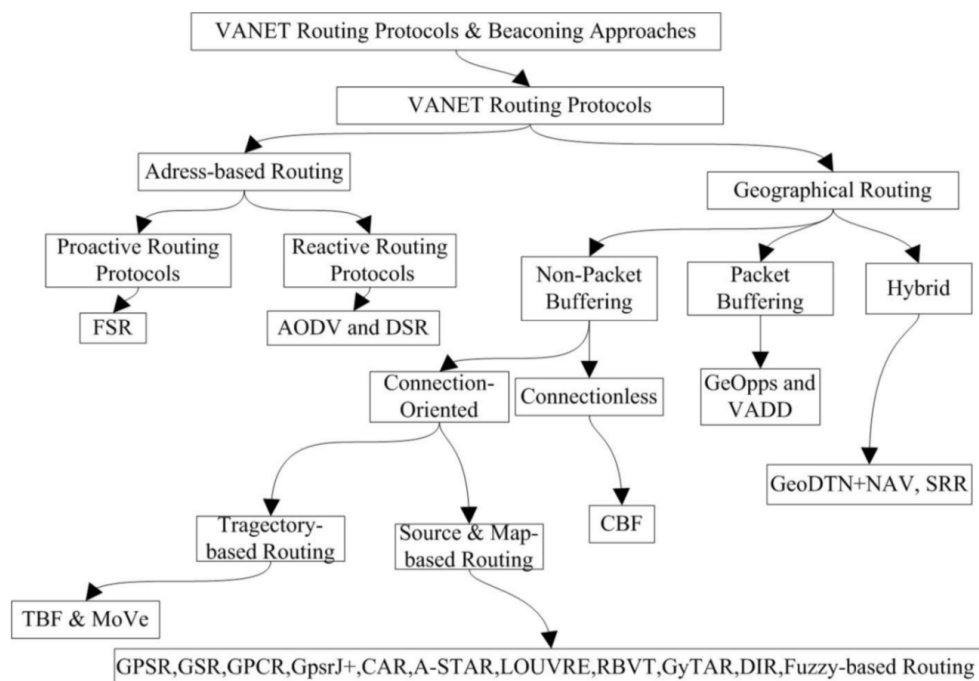 VANET Routing Protocols & Beaconing Approaches
VANET Routing Protocols
Adress-based Routing
Geographical Routing
Proactive Routing
Protocols
Reactive Routing
Protocols
Non-Packet
Buffering
Packet
Buffering
Hybrid
FSR
AODV and DSR
Connection-
Oriented
Connectionless
GeOpps and
VADD
GeoDTN+NAV, SRR
Tragectory-
based Routing
Source & Map-
based Routing
CBF
TBF & MoVe
GPSR,GSR,GPCR,GpsrJ+,CAR,A-STAR,LOUVRE,RBVT,GyTAR,DIR,Fuzzy-based Routing